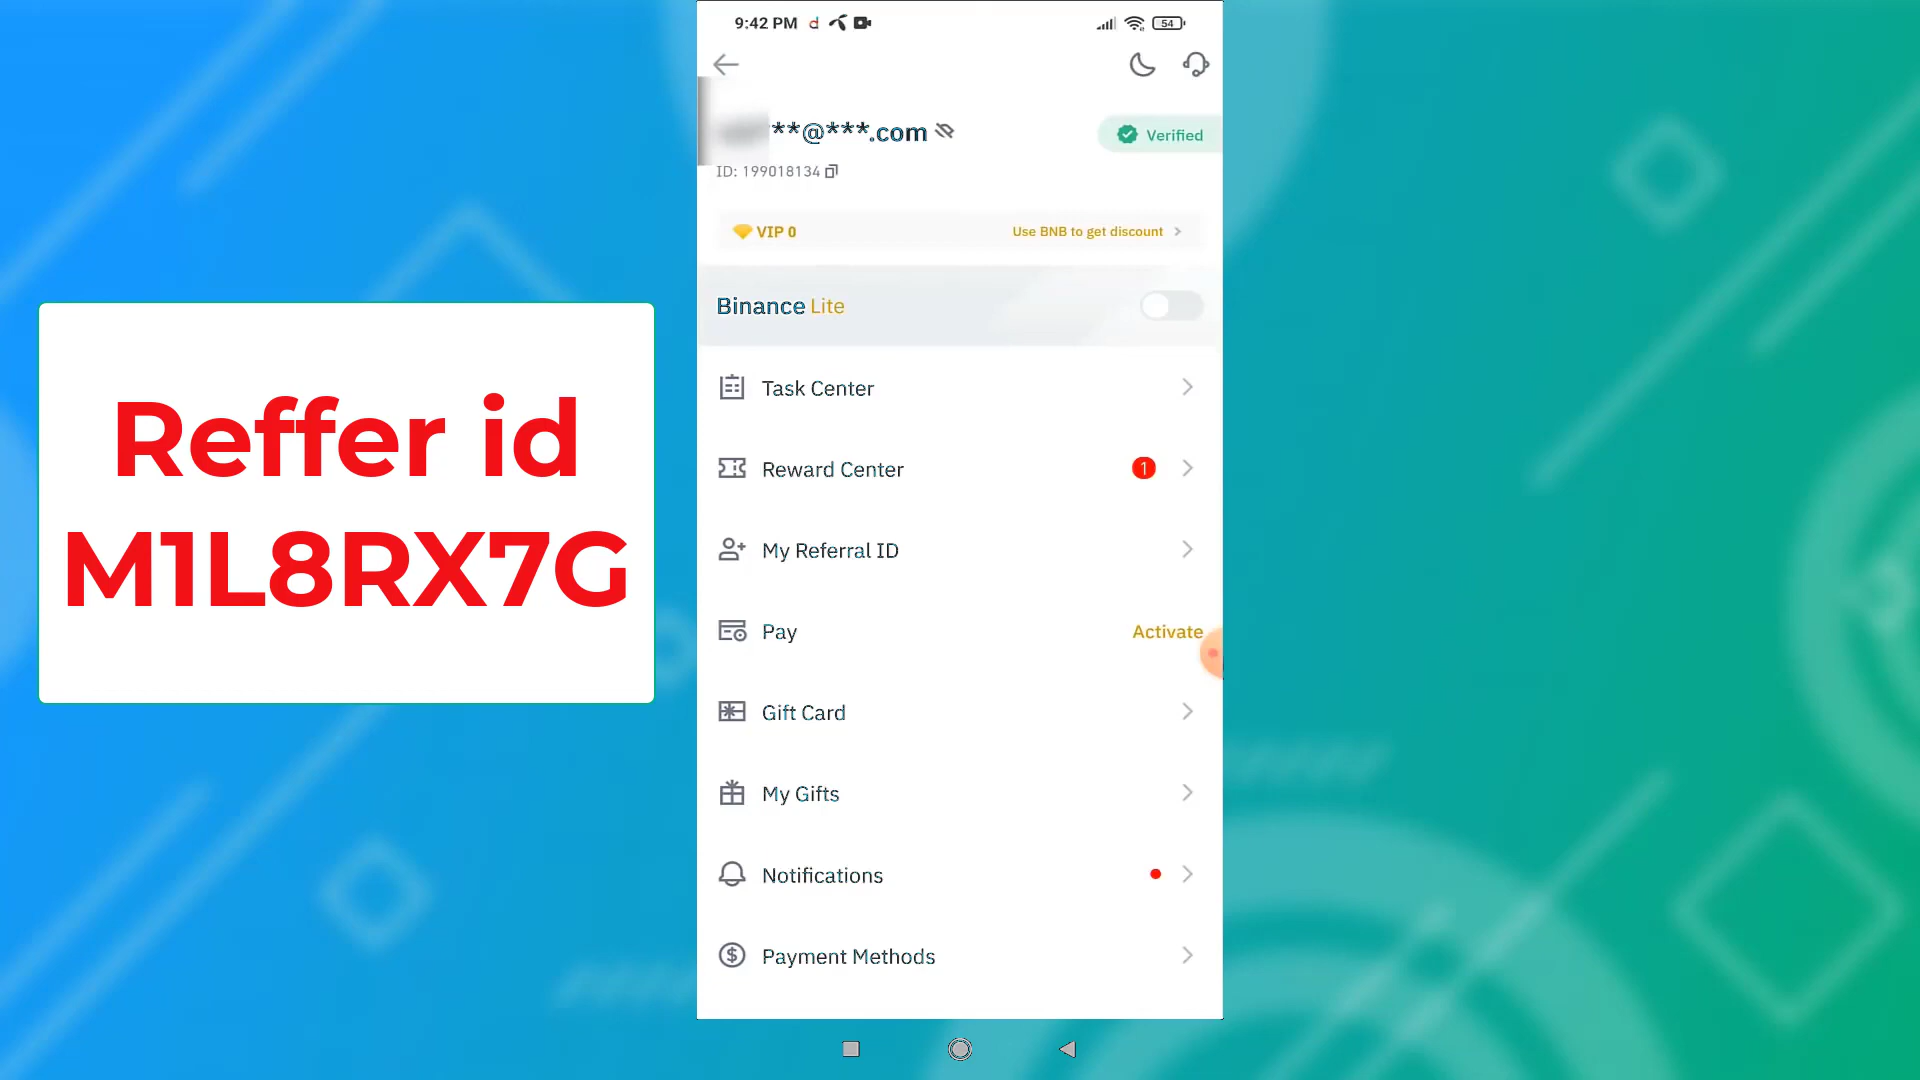 Reffer id
M1L8RX7G
9:42 PM
54
**@***.com
Verified
ID: 199018134
VIP 0
Use BNB to get discount
Binance Lite
Task Center
Reward Center
1
My Referral ID
Pay
Activate
Gift Card
My Gifts
Notifications
Payment Methods